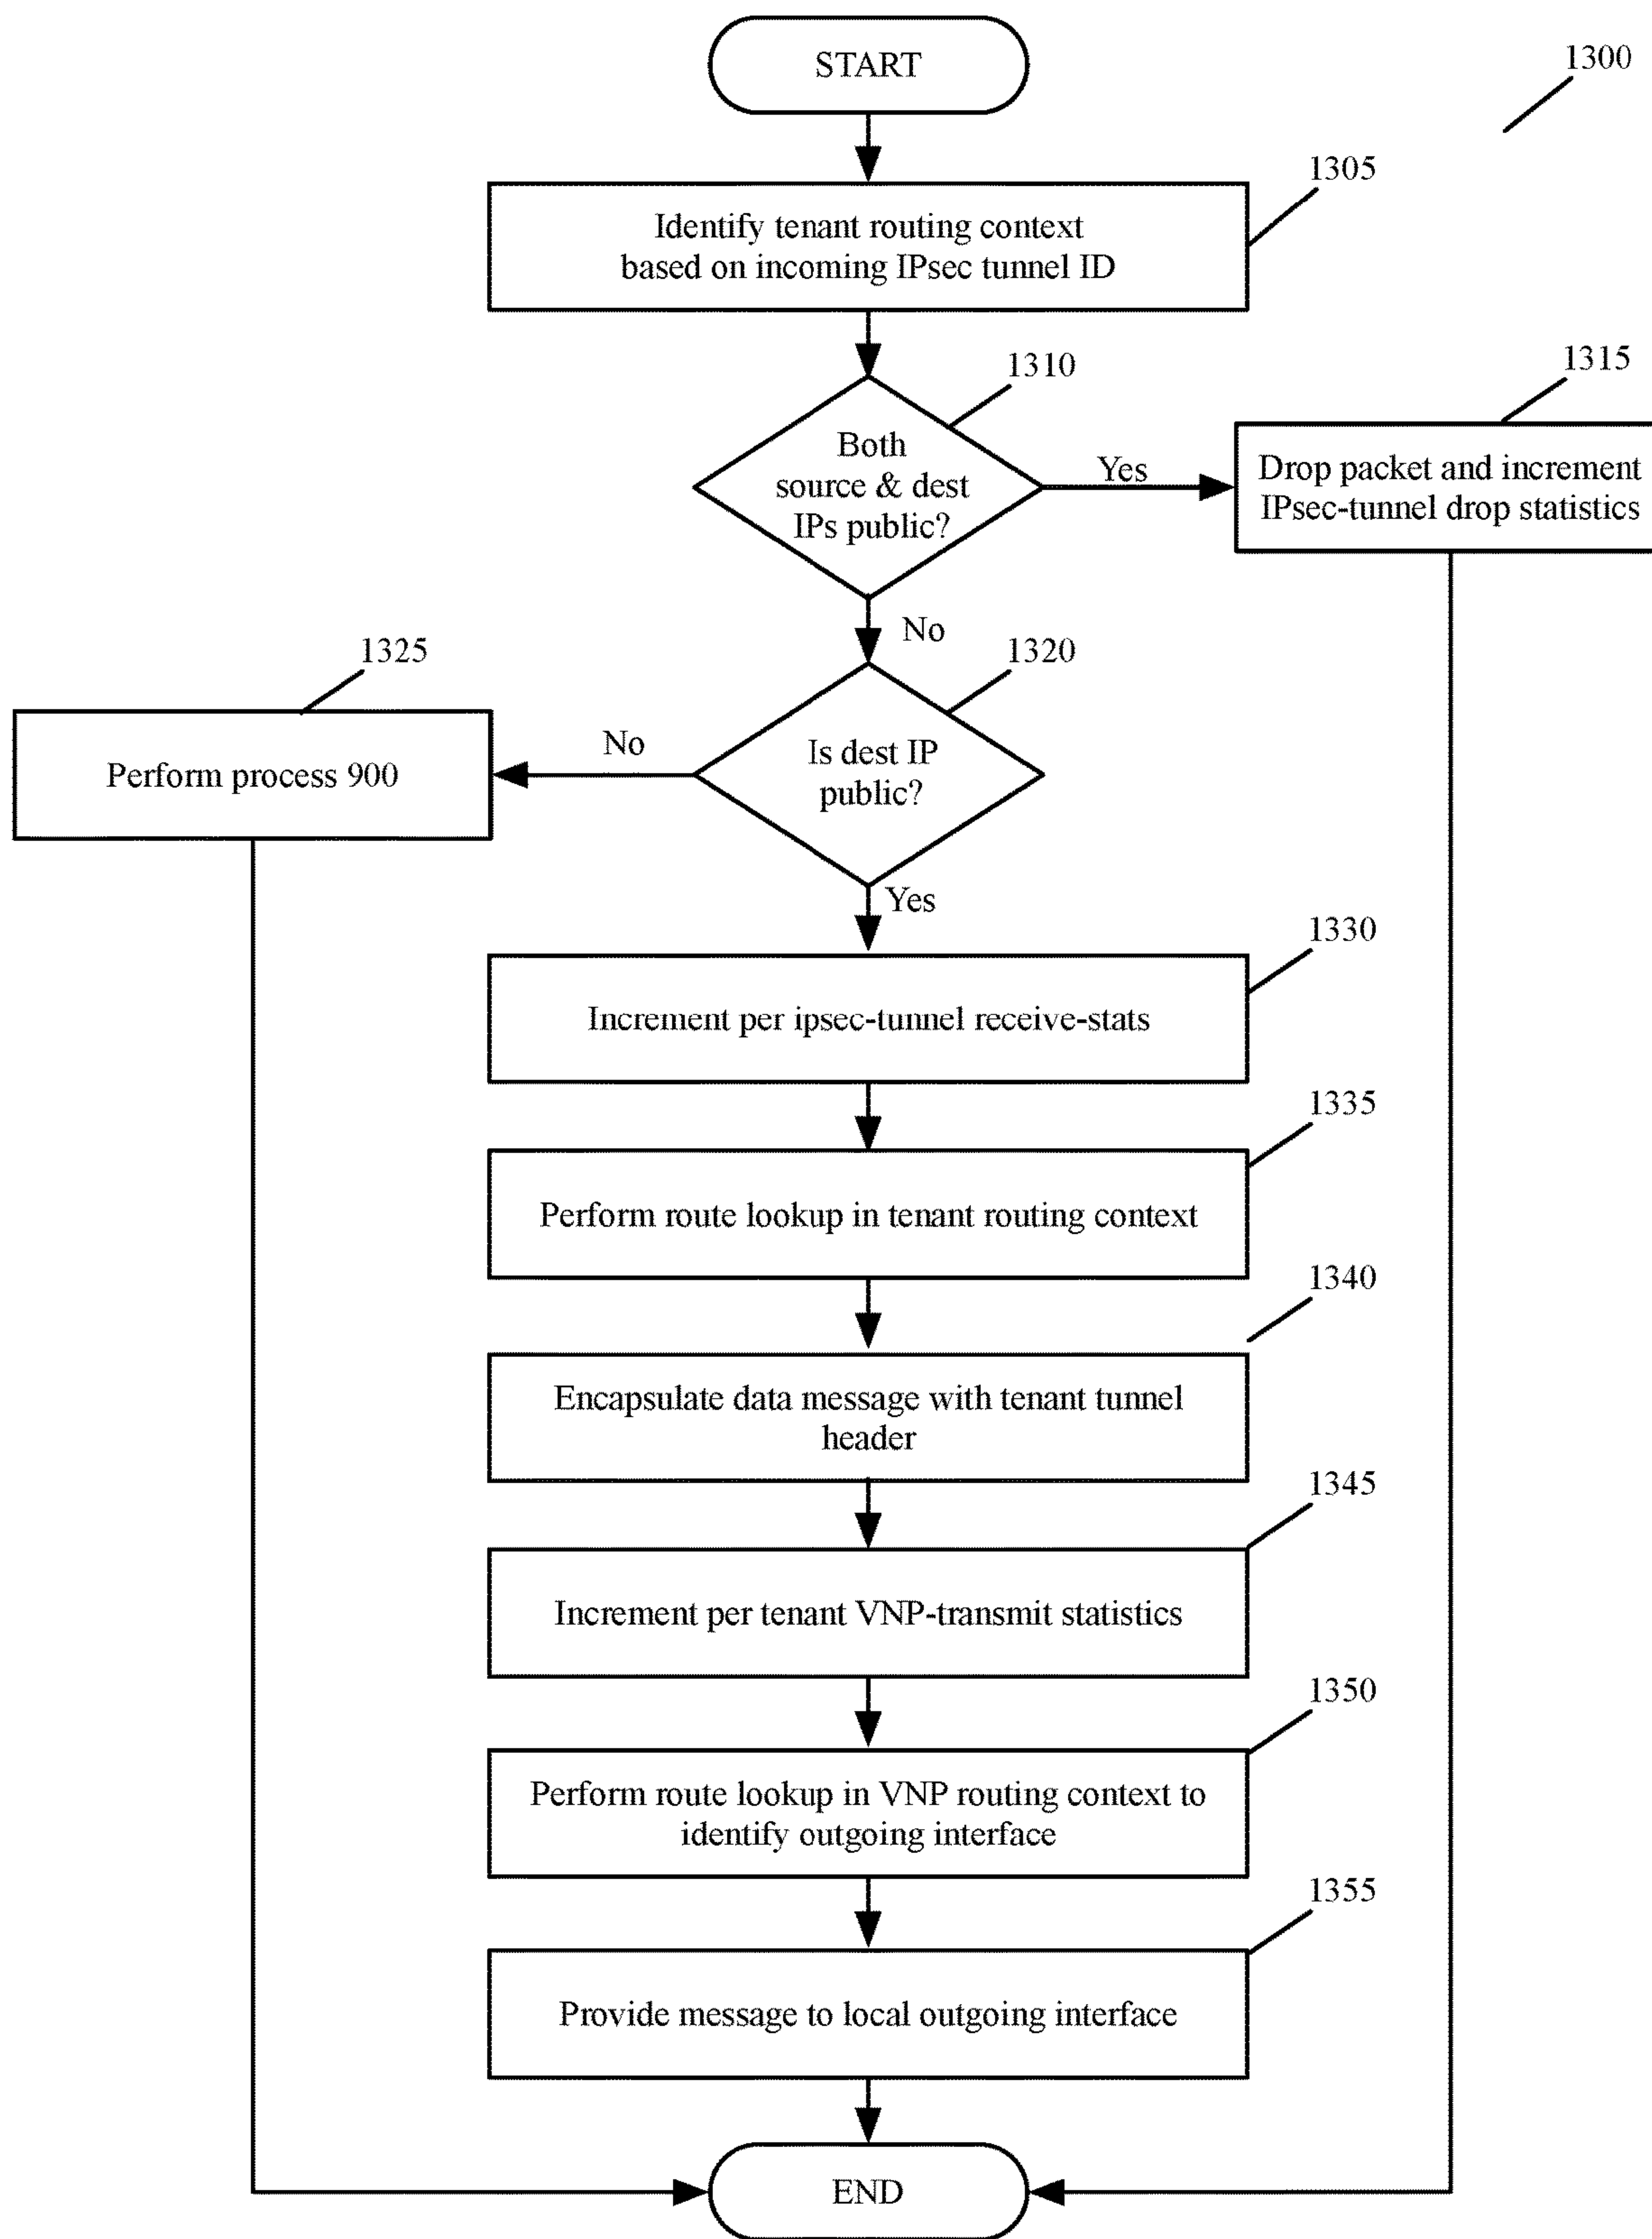 START
1300
1305
Identify tenant routing context
based on incoming IPsec tunnel ID
1310
1315
Both
source & dest
IPs public?
Yes
Drop packet and increment
IPsec-tunnel drop statistics
No
1325
1320
Perform process 900
No
Is dest IP
public?
Yes
1330
Increment per ipsec-tunnel receive-stats
1335
Perform route lookup in tenant routing context
1340
Encapsulate data message with tenant tunnel
header
1345
Increment per tenant VNP-transmit statistics
1350
Perform route lookup in VNP routing context to
identify outgoing interface
1355
Provide message to local outgoing interface
END